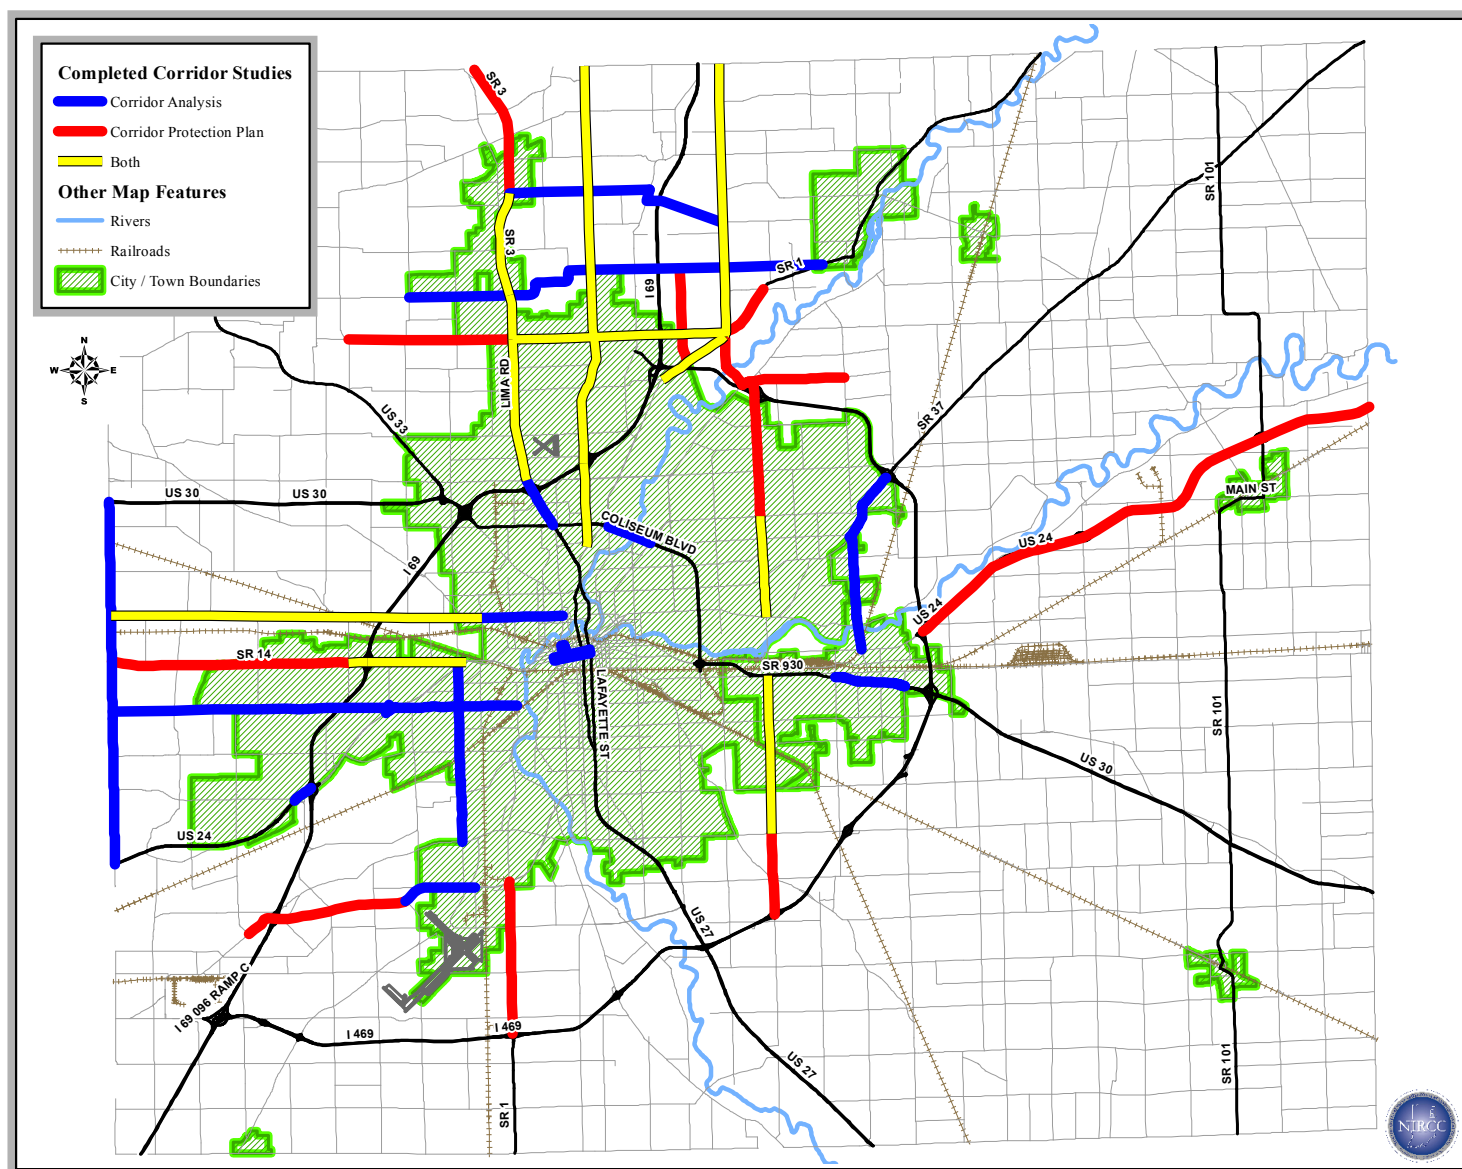 Completed Corridor Studies
Corridor Analysis
Corridor Protection Plan
Both
Other Map Features
Rivers
Railroads
City / Town Boundaries
N
W E
S
SR 3
SR 101
SR 3
SR 1
I 69
LIMA RD
US 33
SR 37
US 30
US 30
MAIN ST
COLISEUM BLVD
US 24
I 69
US 24
SR 14
SR 930
LAFAYETTE ST
SR 101
US 30
US 24
US 27
I 69 096 RAMP C
I 469
I 469
US 27
SR 101
SR 1
NIRCC